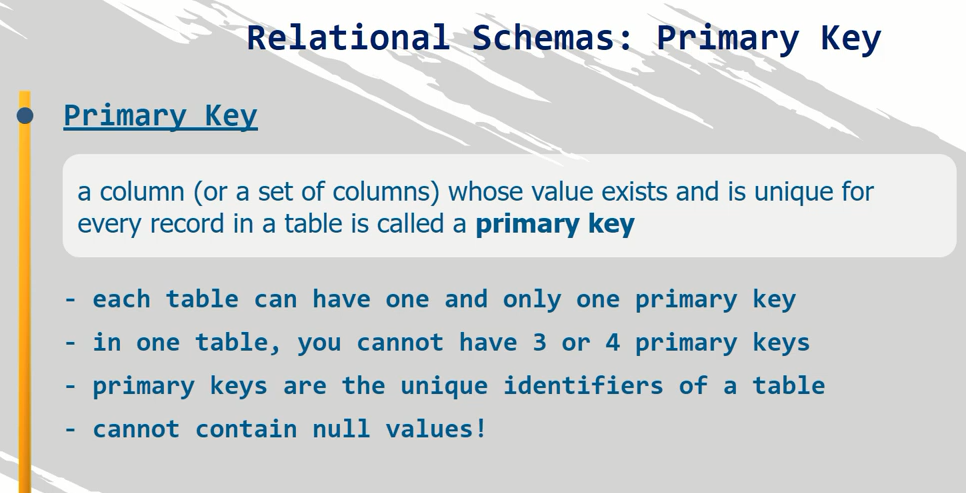 Relational Schemas: Primary Key
Primary Key
a column (or a set of columns) whose value exists and is unique for
every record in a table is called a primary key
- each table can have one and only one primary key
- in one table, you cannot have 3 or 4 primary keys
- primary keys are the unique identifiers of a table
- cannot contain null values!